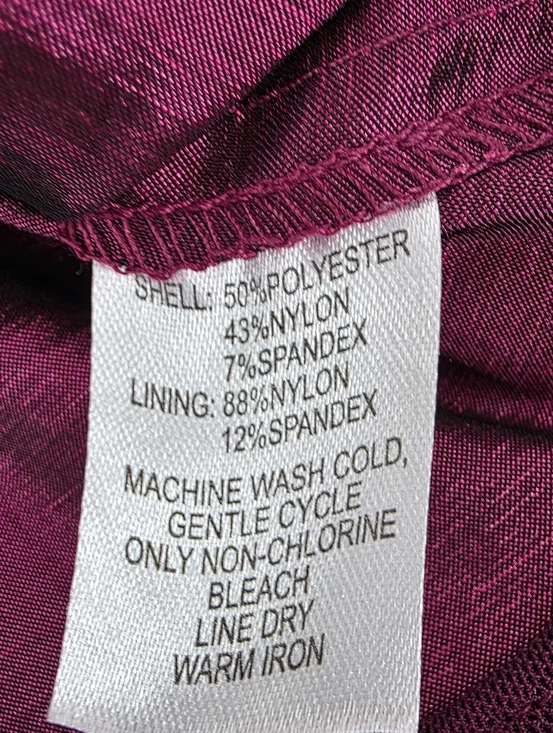 SHELL: 50%POLYESTER
43%NYLON
7%SPANDEX
LINING: 88%NYLON
12%SPANDEX
MACHINE WASH COLD,
GENTLE CYCLE
ONLY NON-CHLORINE
BLEACH
LINE DRY
WARM IRON